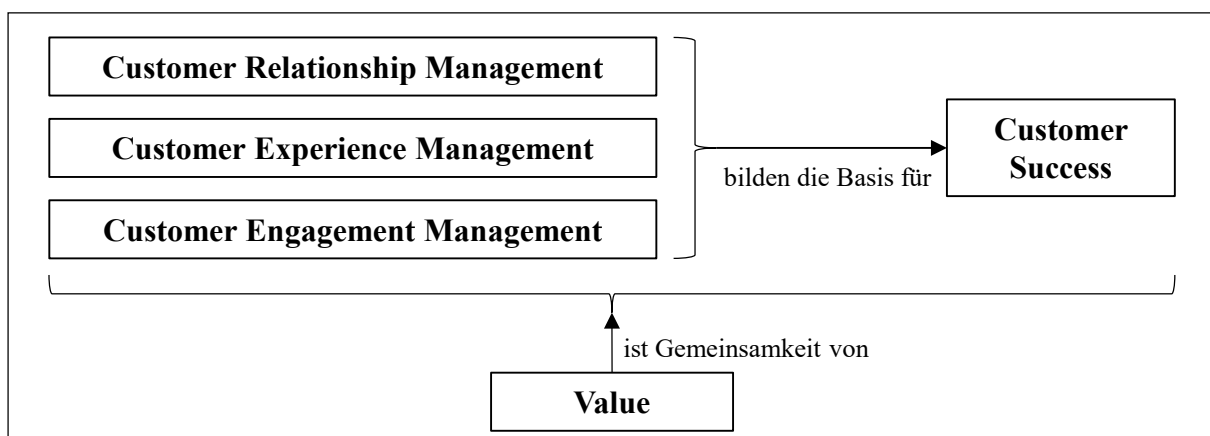 Customer Relationship Management
Customer Experience Management
Customer Engagement Management
bilden die Basis für
Customer
Success
ist Gemeinsamkeit von
Value